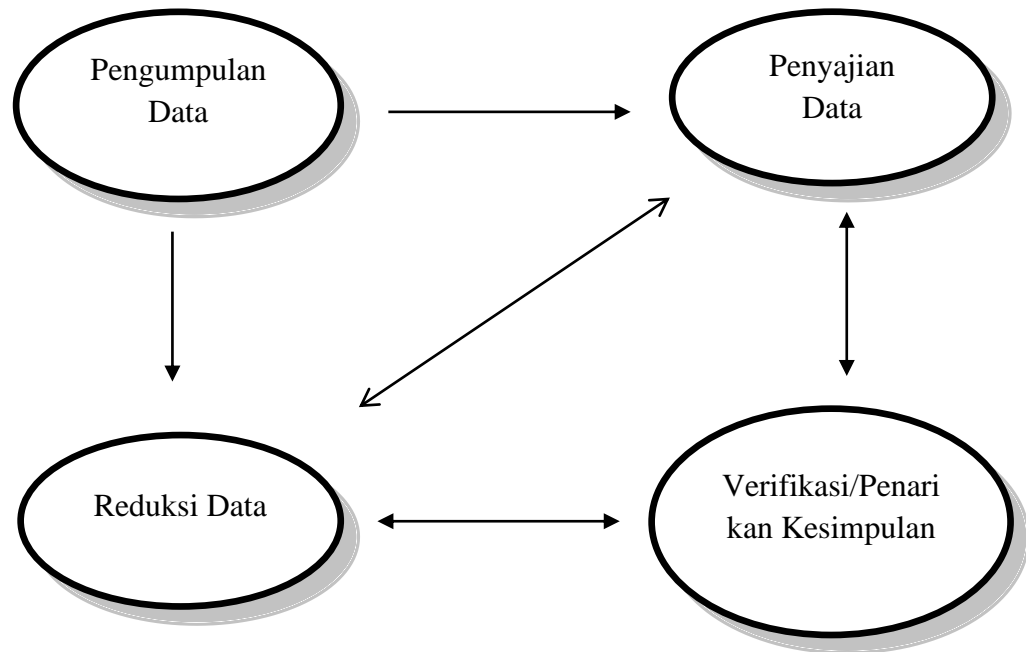 Pengumpulan
Data
Penyajian
Data
Reduksi Data
Verifikasi/Penari
kan Kesimpulan